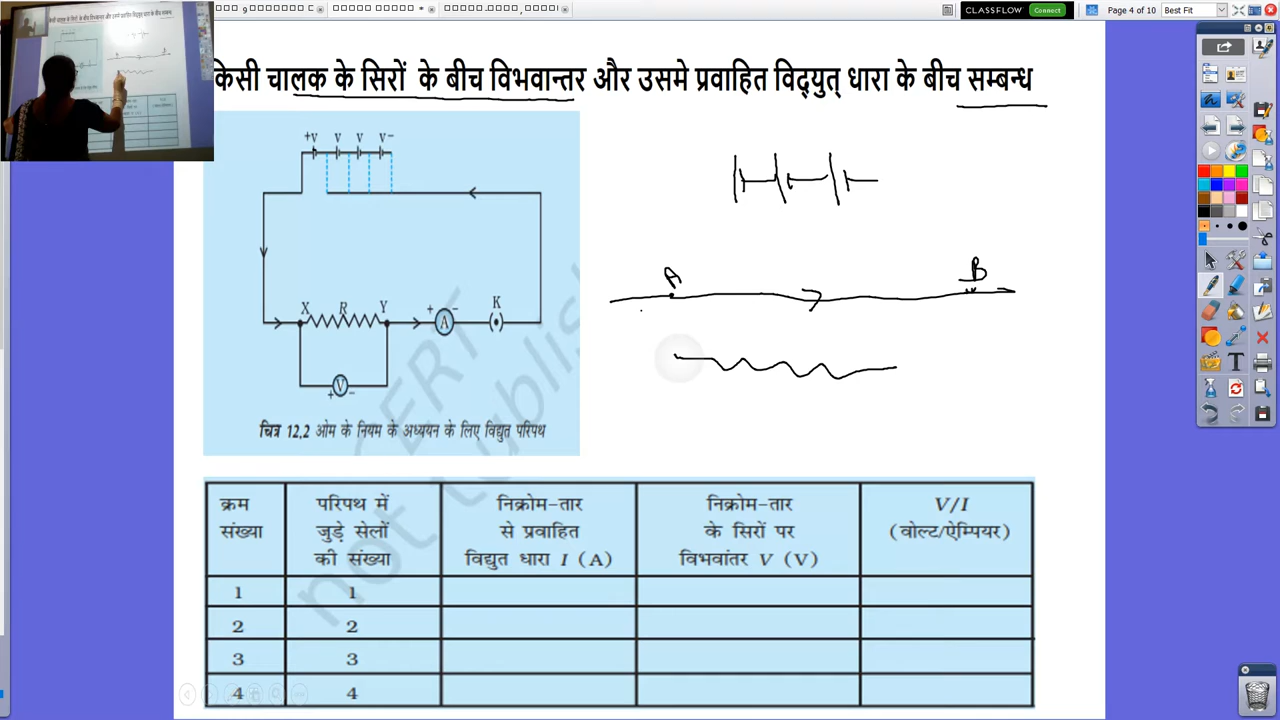 CLASSFLOW Connect
Page 4 of 10
Best Fit
किसी चालक के सिरों के बीच विभवान्तर और उसमे प्रवाहित विद्युत् धारा के बीच सम्बन्ध
+v v v v-
A B
X R Y + A - K
+ V -
चित्र 12.2 ओम के नियम के अध्ययन के लिए विद्युत परिपथ
not
क्रम संख्या
परिपथ में जुड़े सेलों की संख्या
निक्रोम-तार से प्रवाहित विद्युत धारा I (A)
निक्रोम-तार के सिरों पर विभवांतर V (V)
V/I (वोल्ट/ऐम्पियर)
1 1
2 2
3 3
4 4